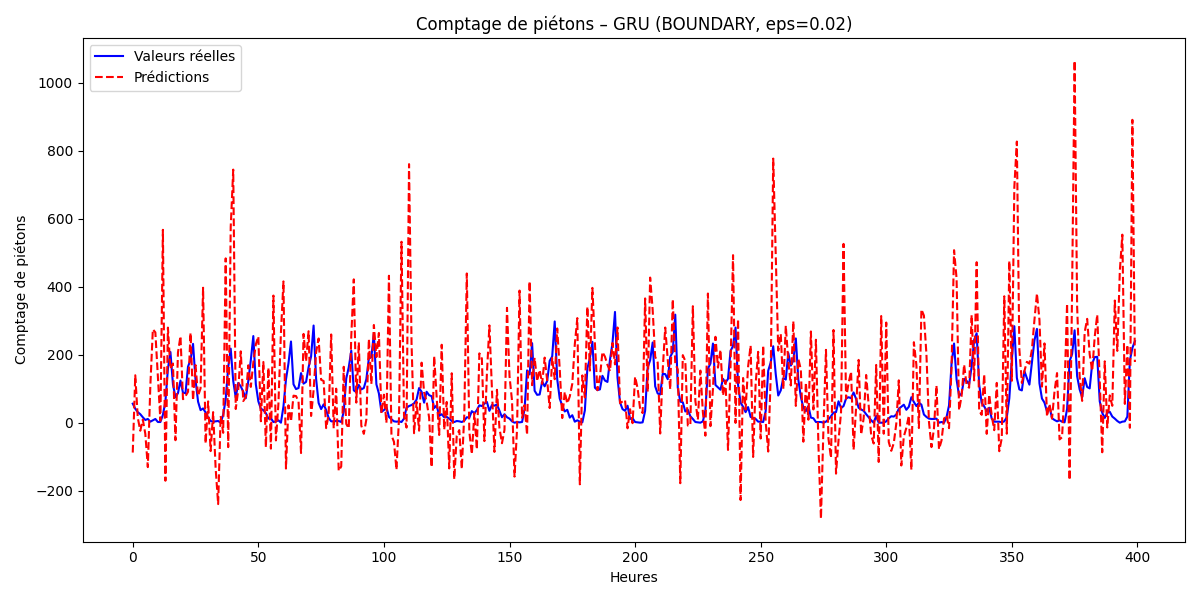 Comptage de piétons – GRU (BOUNDARY, eps=0.02)
Valeurs réelles
Prédictions
Comptage de piétons
1000
800
600
400
200
0
−200
0 50 100 150 200 250 300 350 400
Heures